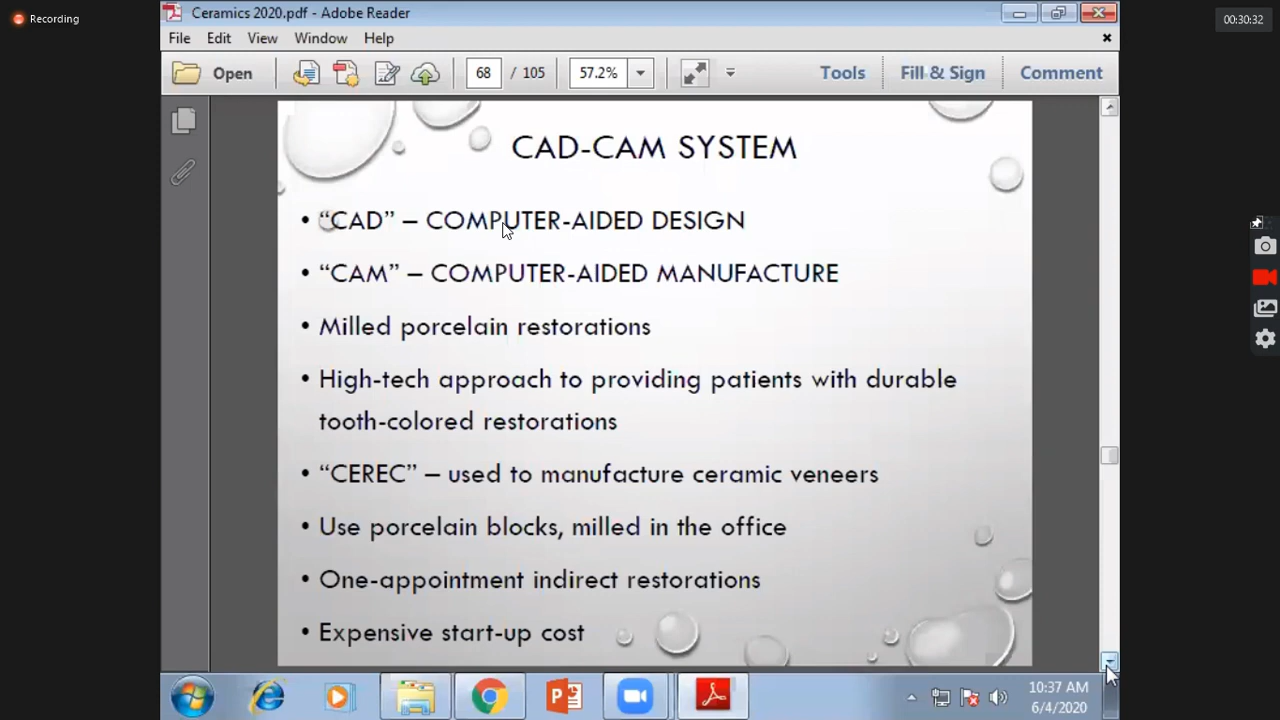 Recording
Ceramics 2020.pdf - Adobe Reader
00:30:32
File Edit View Window Help
Open 68 / 105 57.2% Tools Fill & Sign Comment
CAD-CAM SYSTEM
• “CAD” – COMPUTER-AIDED DESIGN
• “CAM” – COMPUTER-AIDED MANUFACTURE
• Milled porcelain restorations
• High-tech approach to providing patients with durable
tooth-colored restorations
• “CEREC” – used to manufacture ceramic veneers
• Use porcelain blocks, milled in the office
• One-appointment indirect restorations
• Expensive start-up cost
10:37 AM
6/4/2020